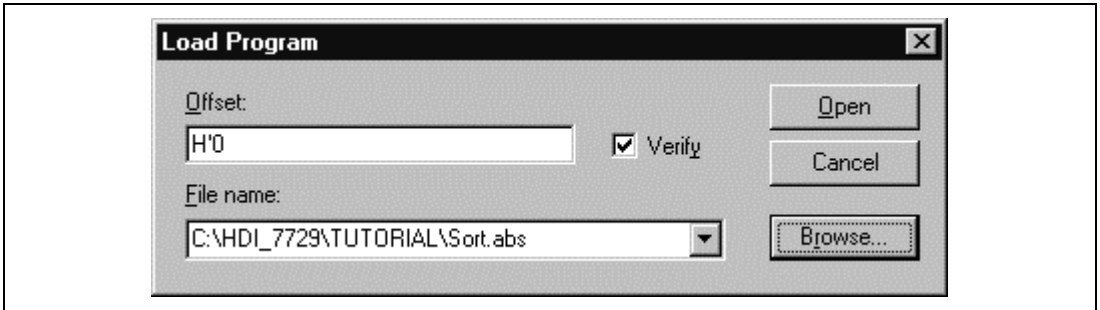 Load Program
Offset:
H'0
Verify
File name:
C:\HDI_7729\TUTORIAL\Sort.abs
Open
Cancel
Browse...